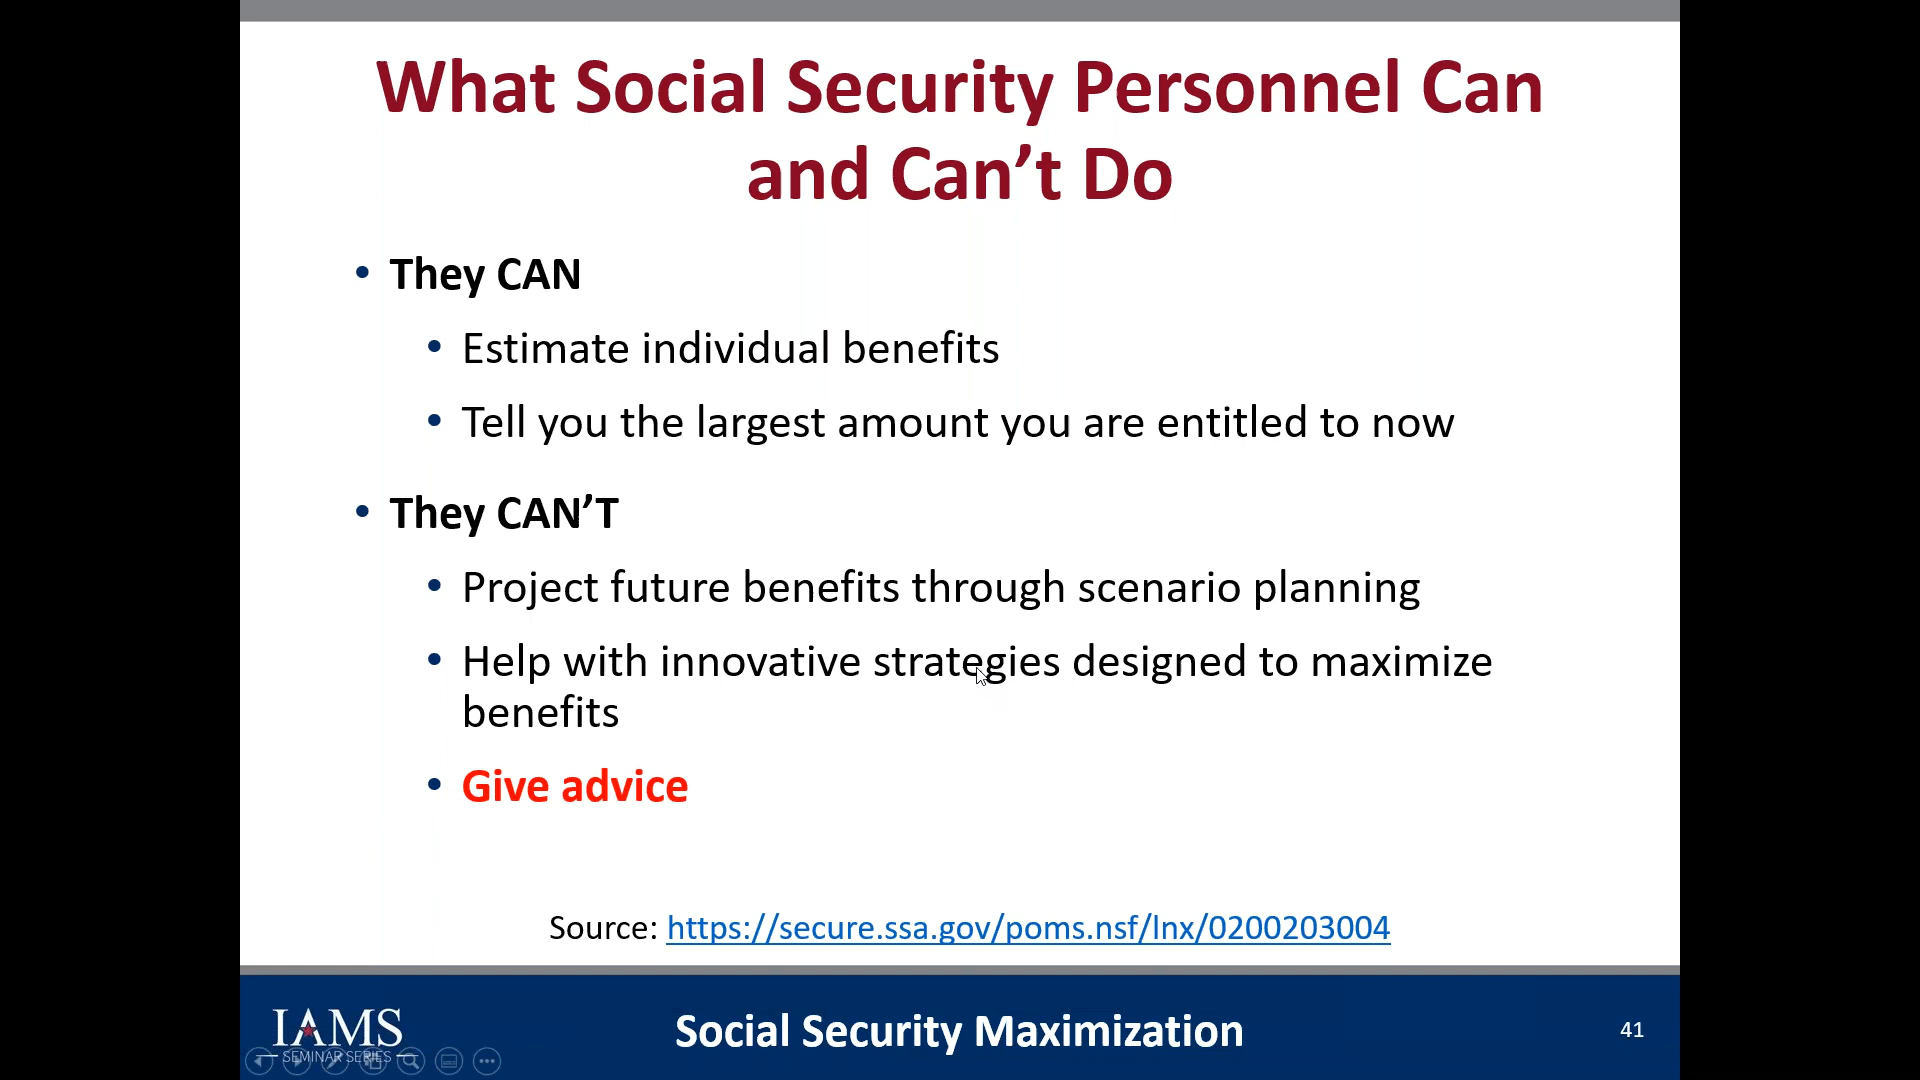 What Social Security Personnel Can
and Can’t Do
• They CAN
• Estimate individual benefits
• Tell you the largest amount you are entitled to now
• They CAN’T
• Project future benefits through scenario planning
• Help with innovative strategies designed to maximize
benefits
• Give advice
Source: https://secure.ssa.gov/poms.nsf/lnx/0200203004
IAMS
SEMINAR SERIES
Social Security Maximization
41